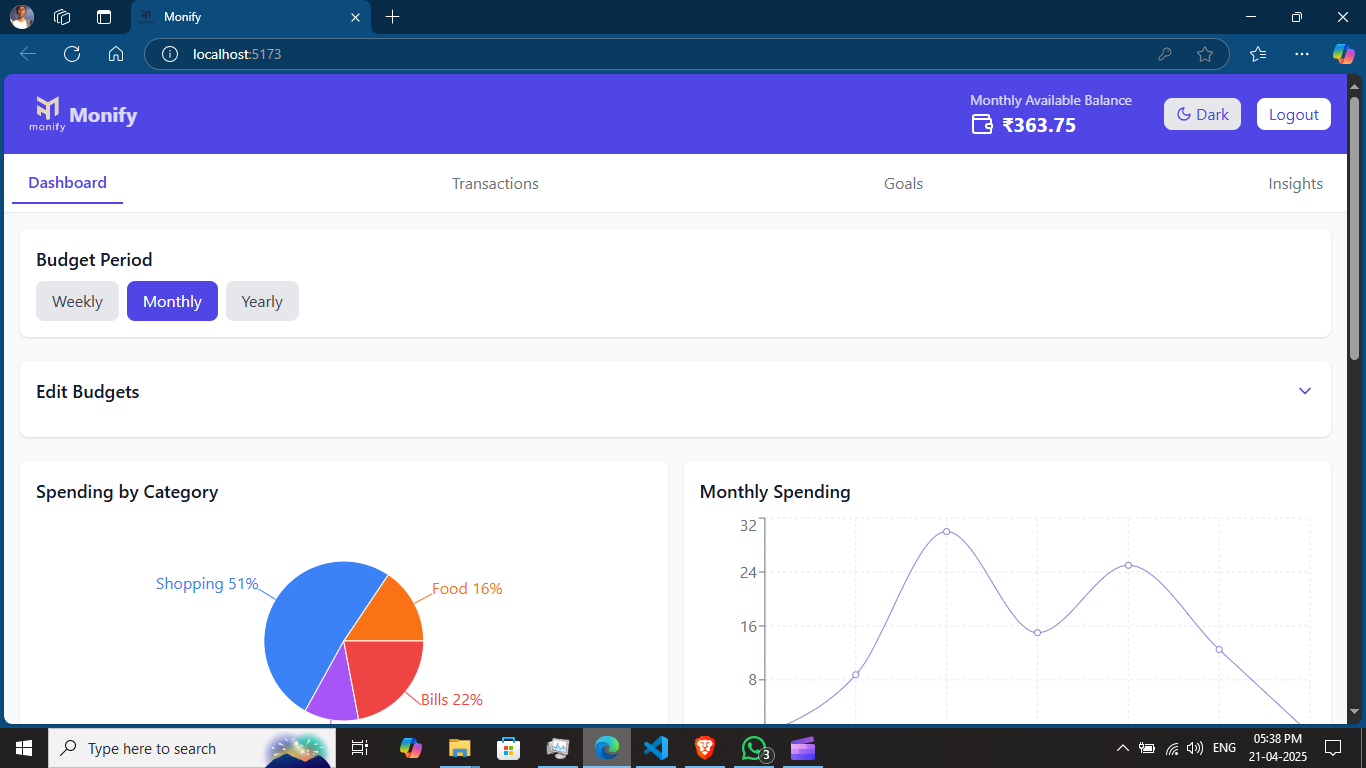 Monify
localhost:5173
monify
Monify
Monthly Available Balance
₹363.75
Dark
Logout
Dashboard
Transactions
Goals
Insights
Budget Period
Weekly
Monthly
Yearly
Edit Budgets
Spending by Category
Shopping 51%
Food 16%
Bills 22%
Monthly Spending
32
24
16
8
Type here to search
3
ENG
05:38 PM
21-04-2025